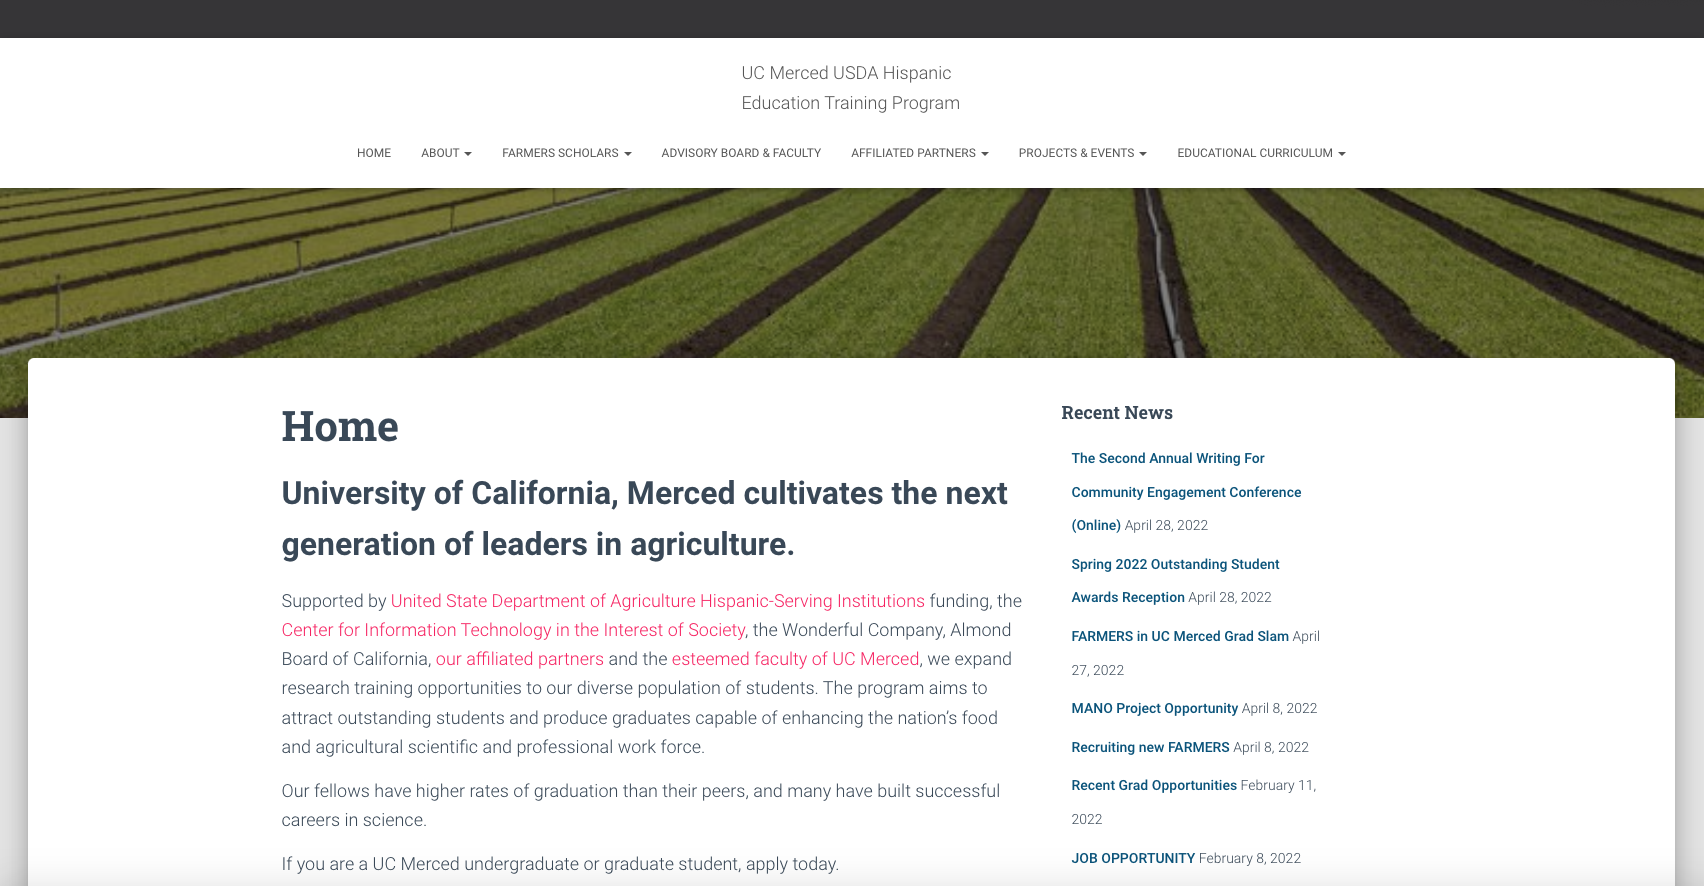 UC Merced USDA Hispanic
Education Training Program
HOME ABOUT FARMERS SCHOLARS ADVISORY BOARD & FACULTY AFFILIATED PARTNERS PROJECTS & EVENTS EDUCATIONAL CURRICULUM
Home
University of California, Merced cultivates the next
generation of leaders in agriculture.
Supported by United State Department of Agriculture Hispanic-Serving Institutions funding, the
Center for Information Technology in the Interest of Society, the Wonderful Company, Almond
Board of California, our affiliated partners and the esteemed faculty of UC Merced, we expand
research training opportunities to our diverse population of students. The program aims to
attract outstanding students and produce graduates capable of enhancing the nation’s food
and agricultural scientific and professional work force.
Our fellows have higher rates of graduation than their peers, and many have built successful
careers in science.
If you are a UC Merced undergraduate or graduate student, apply today.
Recent News
The Second Annual Writing For
Community Engagement Conference
(Online) April 28, 2022
Spring 2022 Outstanding Student
Awards Reception April 28, 2022
FARMERS in UC Merced Grad Slam April
27, 2022
MANO Project Opportunity April 8, 2022
Recruiting new FARMERS April 8, 2022
Recent Grad Opportunities February 11,
2022
JOB OPPORTUNITY February 8, 2022